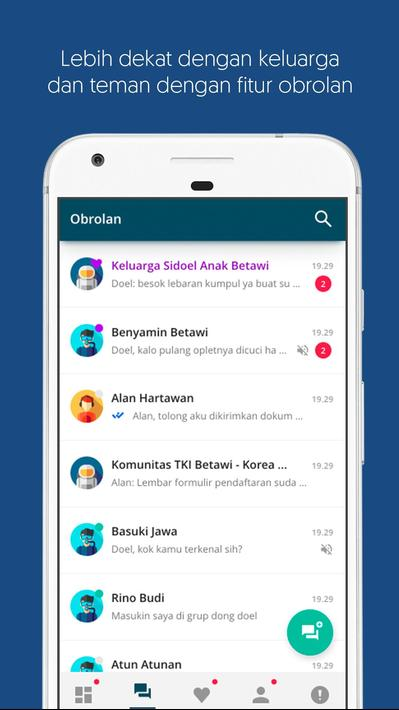 Lebih dekat dengan keluarga
dan teman dengan fitur obrolan
Obrolan
Keluarga Sidoel Anak Betawi 19.29
Doel: besok lebaran kumpul ya buat su ... 2
Benyamin Betawi 19.29
Doel, kalo pulang opletnya dicuci ha ... 2
Alan Hartawan 19.29
Alan, tolong aku dikirimkan dokum ...
Komunitas TKI Betawi - Korea ... 19.29
Alan: Lembar formulir pendaftaran suda ...
Basuki Jawa 19.29
Doel, kok kamu terkenal sih?
Rino Budi 19.29
Masukin saya di grup dong doel
Atun Atunan 19.29